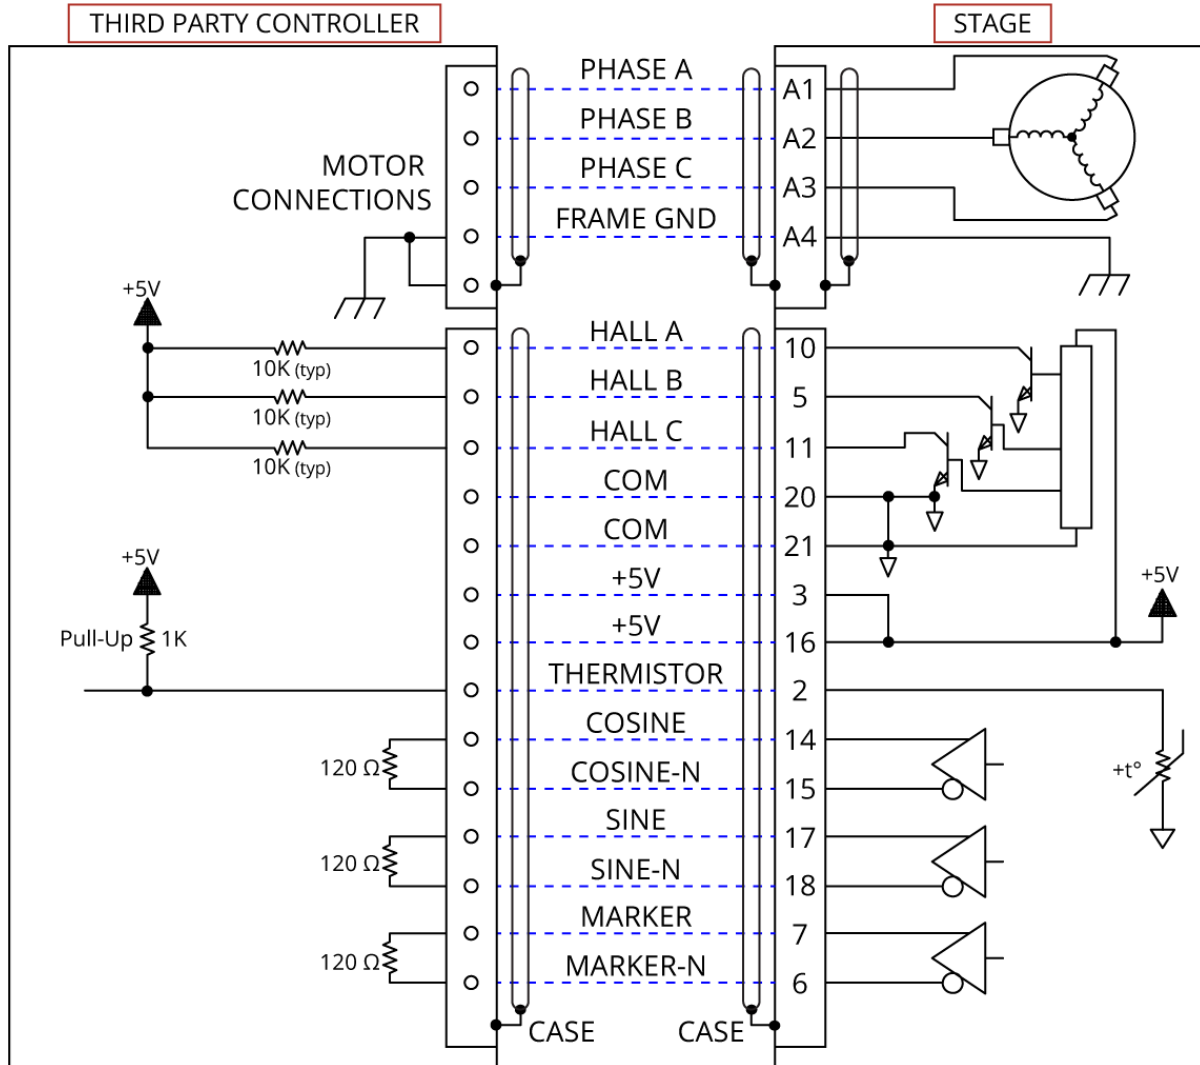 THIRD PARTY CONTROLLER
STAGE
PHASE A
A1
PHASE B
A2
MOTOR
CONNECTIONS
PHASE C
A3
FRAME GND
A4
+5V
HALL A
10
10K (typ)
HALL B
5
10K (typ)
HALL C
11
10K (typ)
COM
20
COM
21
+5V
+5V
3
+5V
Pull-Up
1K
+5V
16
THERMISTOR
2
COSINE
14
120 Ω
COSINE-N
15
+t°
SINE
17
120 Ω
SINE-N
18
MARKER
7
120 Ω
MARKER-N
6
CASE
CASE